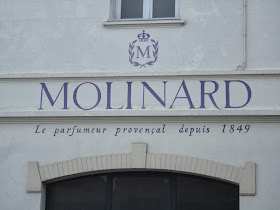 M
MOLINARD
Le parfumeur provençal depuis 1849